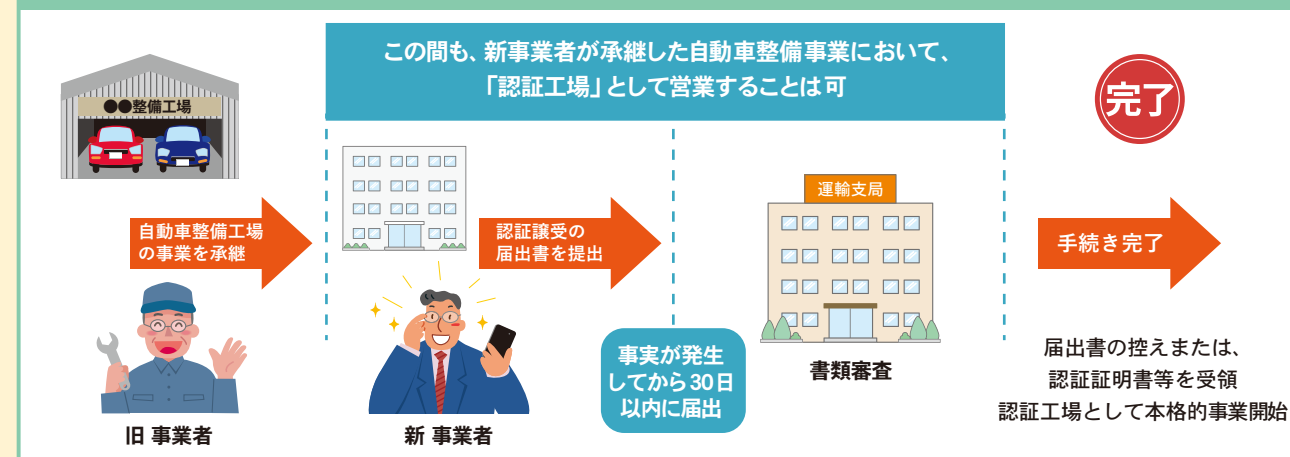 この間も、新事業者が承継した自動車整備事業において、
「認証工場」として営業することは可
●●整備工場
完了
自動車整備工場
の事業を承継
認証譲受の
届出書を提出
運輸支局
手続き完了
事実が発生
してから30日
以内に届出
書類審査
届出書の控えまたは、
認証証明書等を受領
認証工場として本格的事業開始
旧 事業者
新 事業者